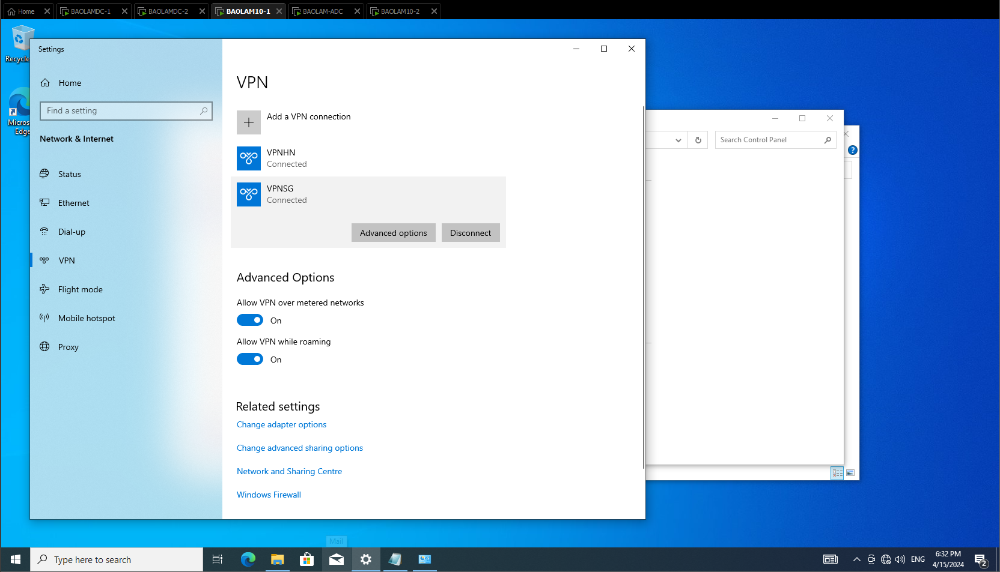 Home
BAOLAMDC-1
BAOLAMDC-2
BAOLAM10-1
BAOLAM-ADC
BAOLAM10-2
Recycle
Micros
Edge
Settings
Home
Find a setting
Network & Internet
Status
Ethernet
Dial-up
VPN
Flight mode
Mobile hotspot
Proxy
VPN
Add a VPN connection
VPNHN
Connected
VPNSG
Connected
Advanced options
Disconnect
Advanced Options
Allow VPN over metered networks
On
Allow VPN while roaming
On
Related settings
Change adapter options
Change advanced sharing options
Network and Sharing Centre
Windows Firewall
Search Control Panel
?
Mail
Type here to search
ENG
6:32 PM
4/15/2024
2